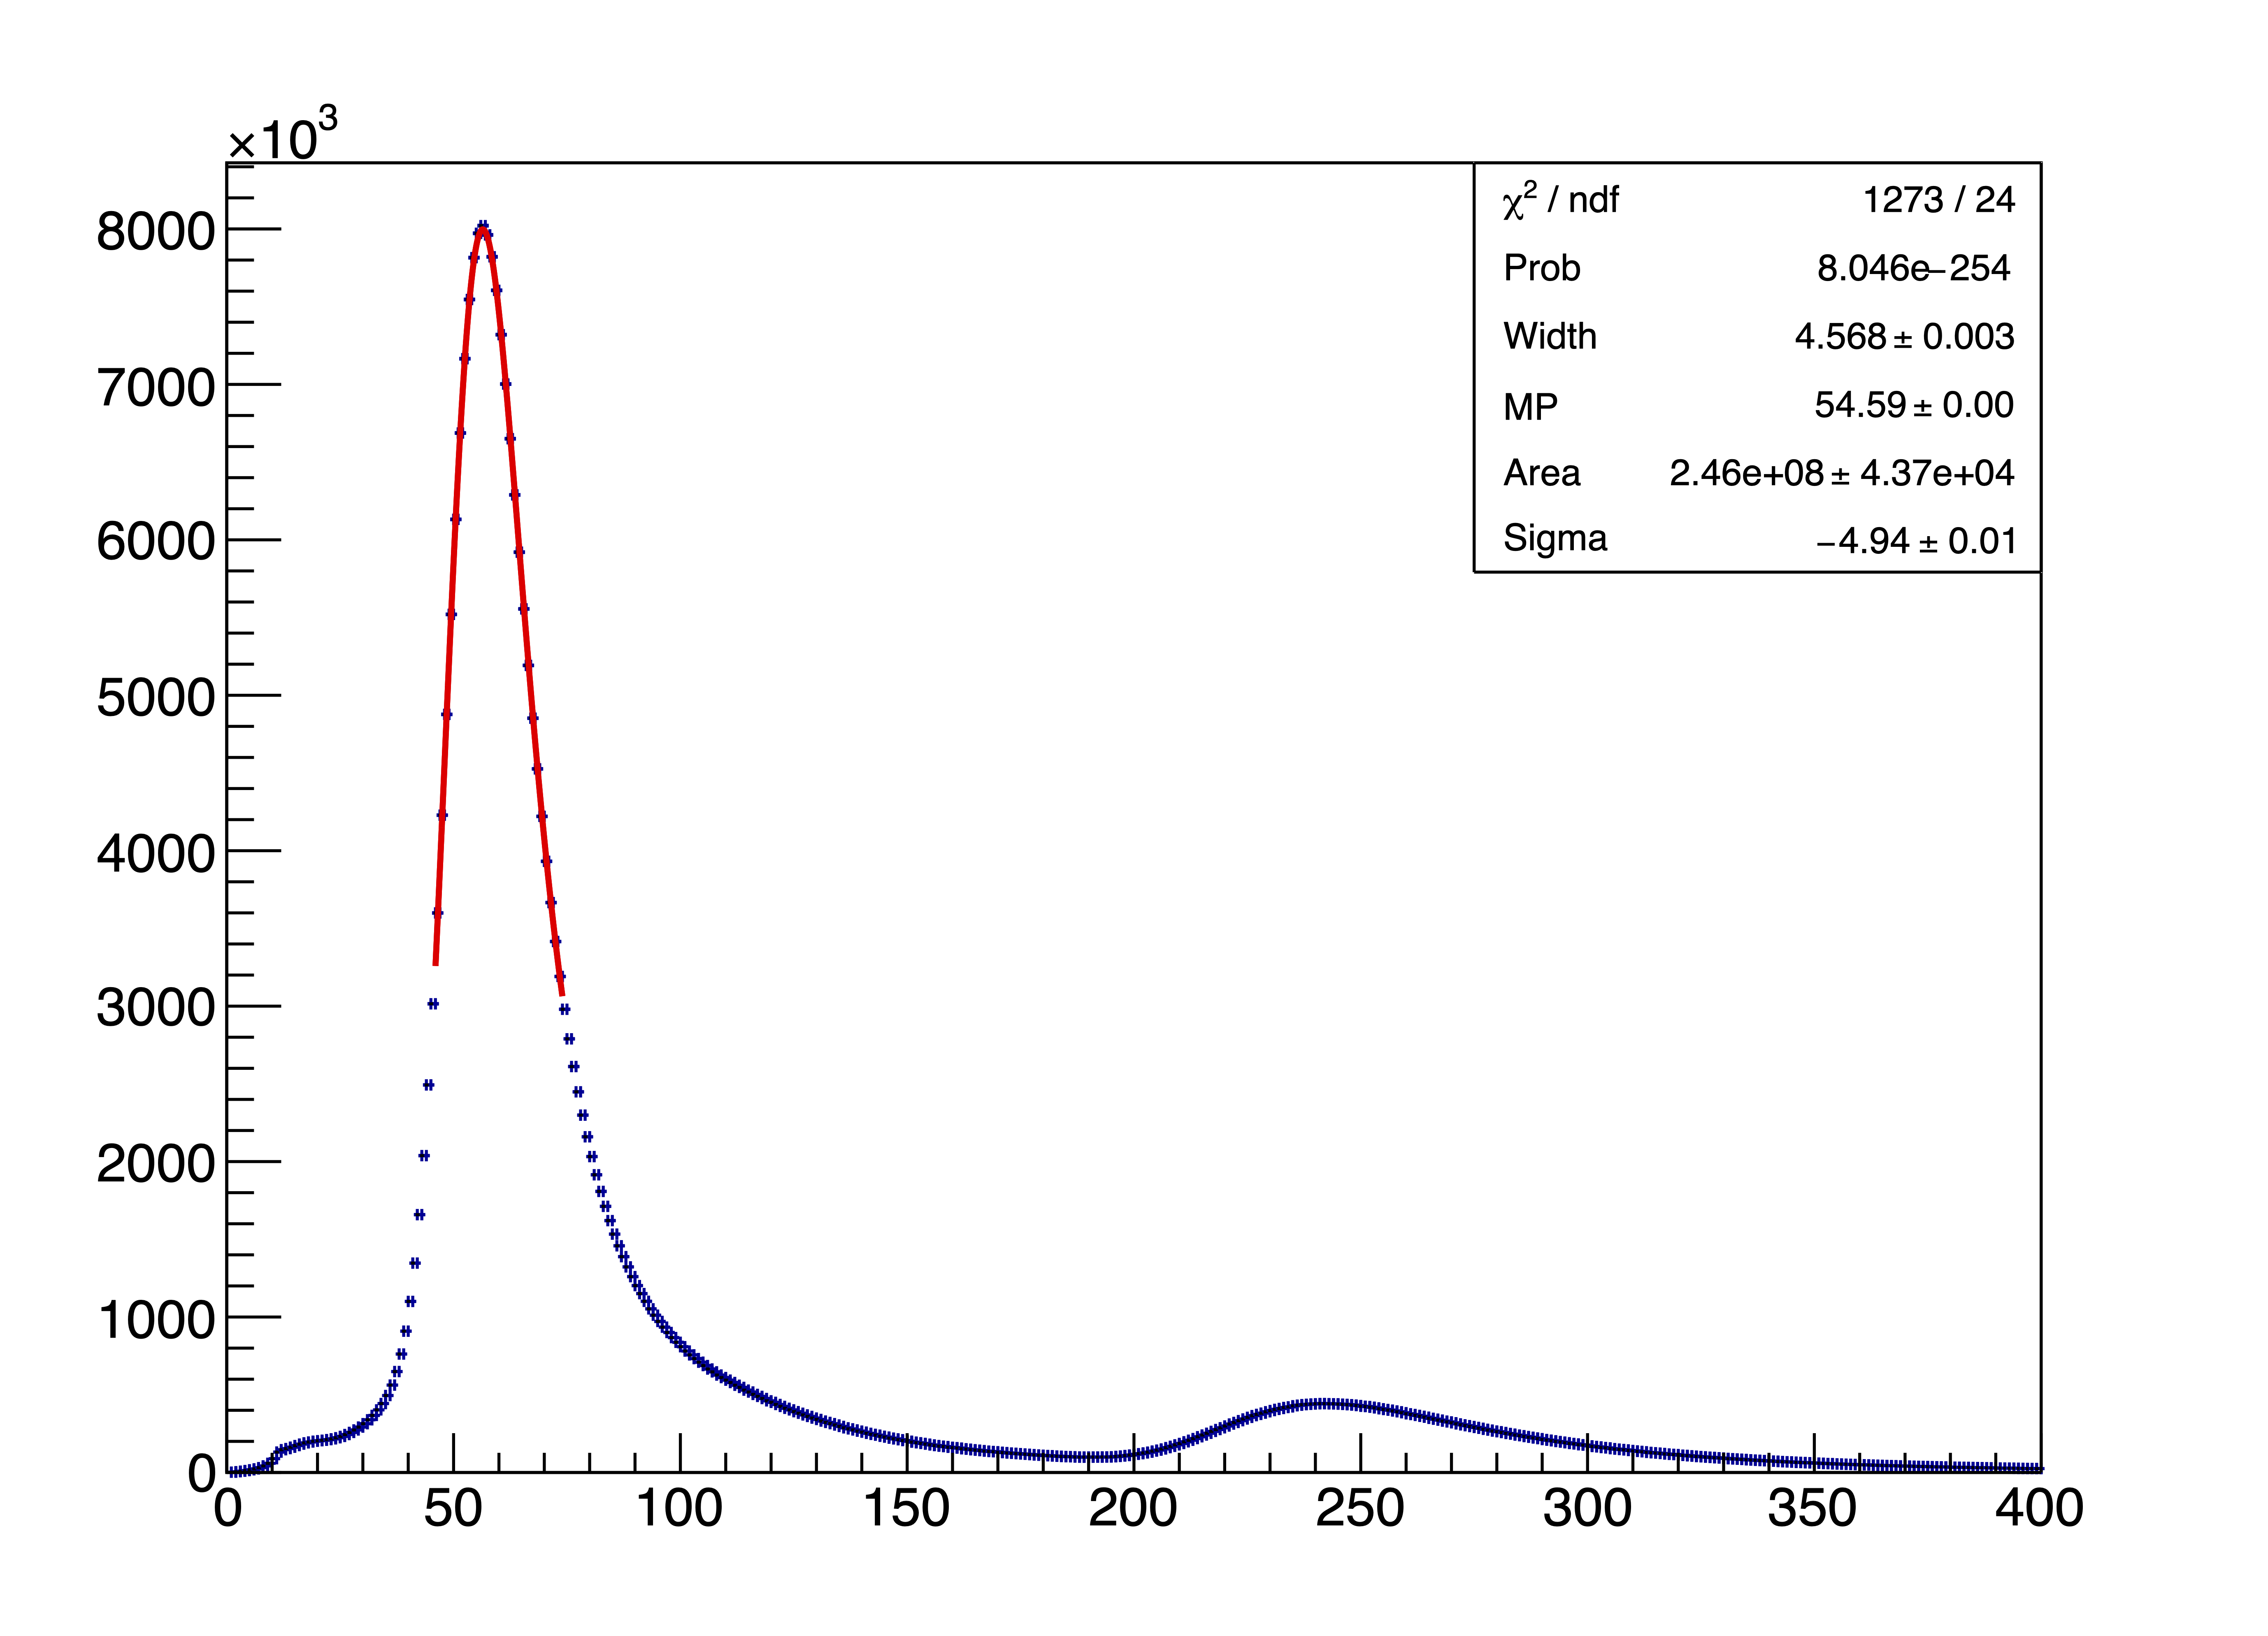 ×10³
8000
7000
6000
5000
4000
3000
2000
1000
0
χ² / ndf 1273 / 24
Prob 8.046e−254
Width 4.568 ± 0.003
MP 54.59 ± 0.00
Area 2.46e+08 ± 4.37e+04
Sigma −4.94 ± 0.01
0 50 100 150 200 250 300 350 400